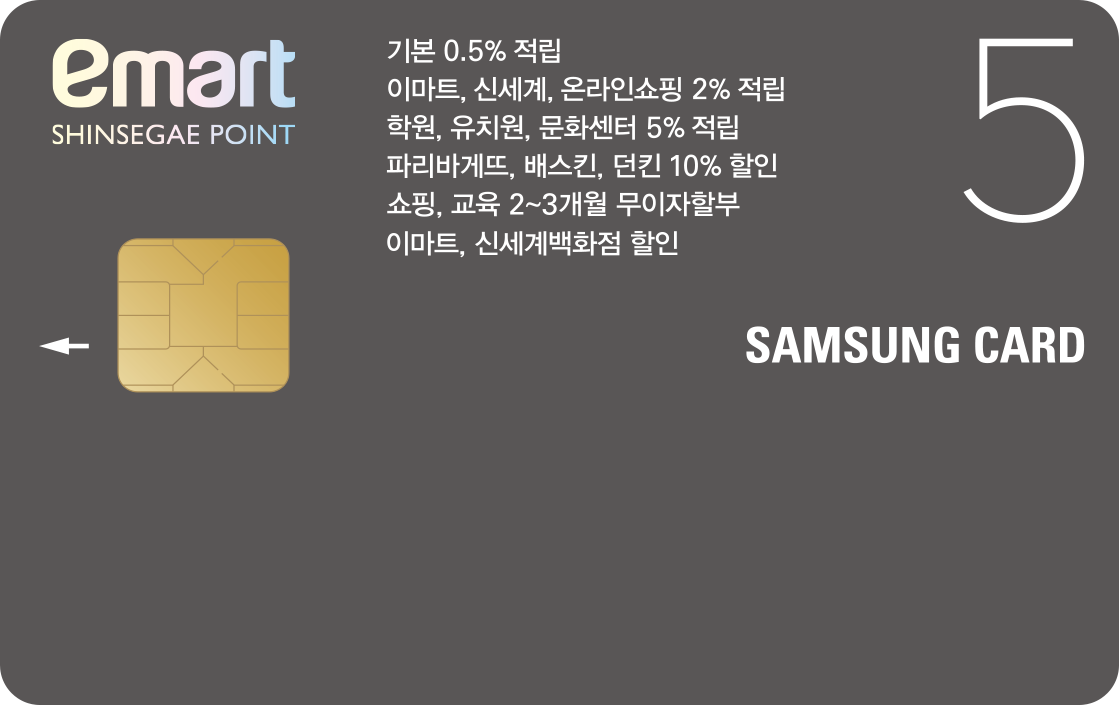 emart
SHINSEGAE POINT
기본 0.5% 적립
이마트, 신세계, 온라인쇼핑 2% 적립
학원, 유치원, 문화센터 5% 적립
파리바게뜨, 배스킨, 던킨 10% 할인
쇼핑, 교육 2~3개월 무이자할부
이마트, 신세계백화점 할인
5
SAMSUNG CARD